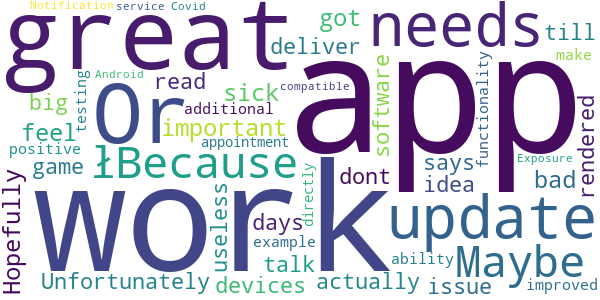 Notification service Covid
great needs till
got
deliver
Android make
app
read sick compatible
big Or additional
testing
software
functionality
important
feel appointment
positive łBecause
says bad rendered
Exposure
game dont idea
work
Hopefully
useless days directly
update
example
talk ability Maybe
Unfortunately devices actually issue improved